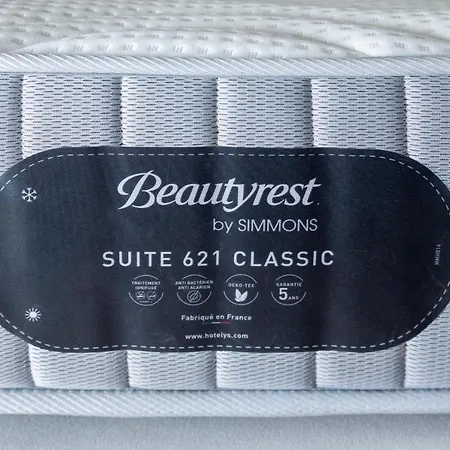 Beautyrest
by SIMMONS
SUITE 621 CLASSIC
TRAITEMENT
IGNIFUGÉ
ANTI BACTÉRIEN
ANTI ACARIEN
OEKO-TEX
GARANTIE
5 ANS
Fabriqué en France
www.hotelys.com